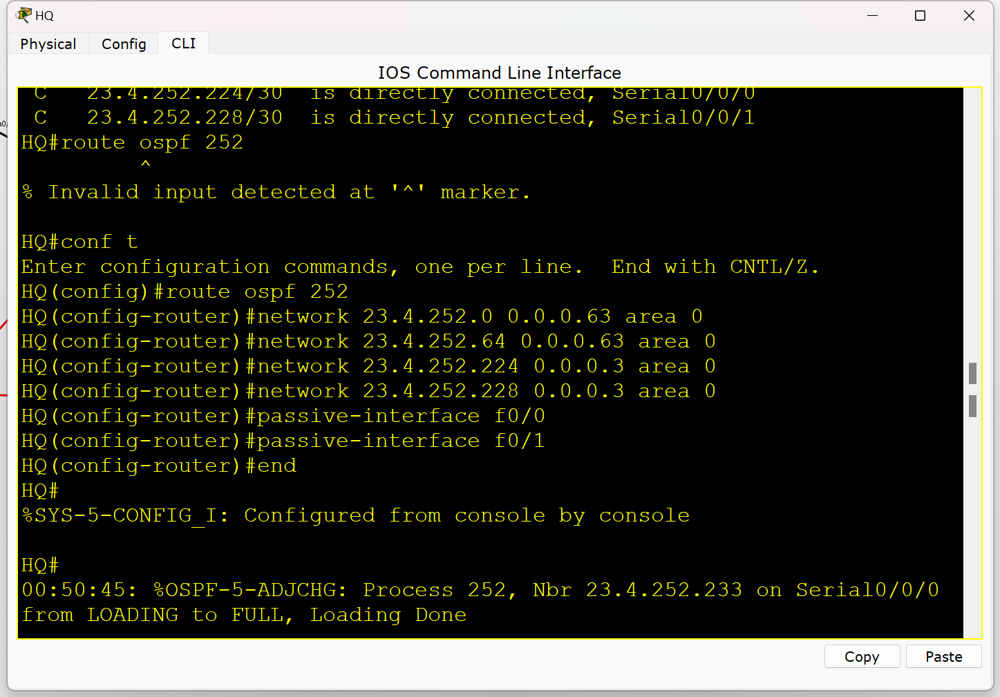 HQ
Physical Config CLI
IOS Command Line Interface
C 23.4.252.224/30 is directly connected, Serial0/0/0
C 23.4.252.228/30 is directly connected, Serial0/0/1
HQ#route ospf 252
^
% Invalid input detected at '^' marker.
HQ#conf t
Enter configuration commands, one per line. End with CNTL/Z.
HQ(config)#route ospf 252
HQ(config-router)#network 23.4.252.0 0.0.0.63 area 0
HQ(config-router)#network 23.4.252.64 0.0.0.63 area 0
HQ(config-router)#network 23.4.252.224 0.0.0.3 area 0
HQ(config-router)#network 23.4.252.228 0.0.0.3 area 0
HQ(config-router)#passive-interface f0/0
HQ(config-router)#passive-interface f0/1
HQ(config-router)#end
HQ#
%SYS-5-CONFIG_I: Configured from console by console
HQ#
00:50:45: %OSPF-5-ADJCHG: Process 252, Nbr 23.4.252.233 on Serial0/0/0
from LOADING to FULL, Loading Done
Copy Paste